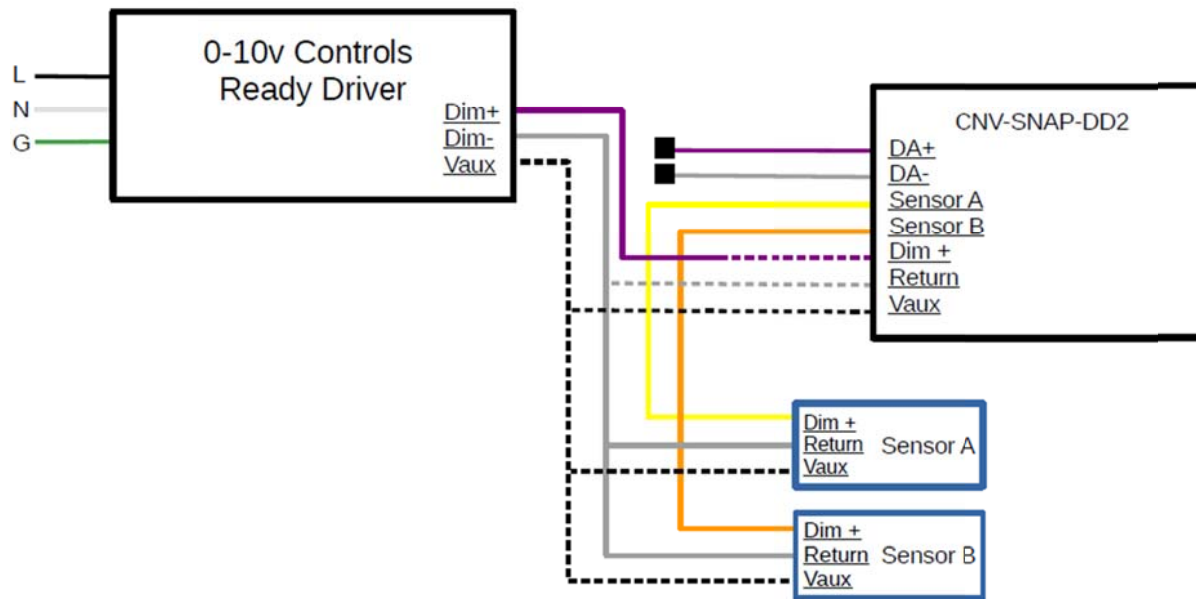 0-10v Controls
Ready Driver
L
N
G
Dim+
Dim-
Vaux
CNV-SNAP-DD2
DA+
DA-
Sensor A
Sensor B
Dim +
Return
Vaux
Dim +
Return
Vaux
Sensor A
Dim +
Return
Vaux
Sensor B